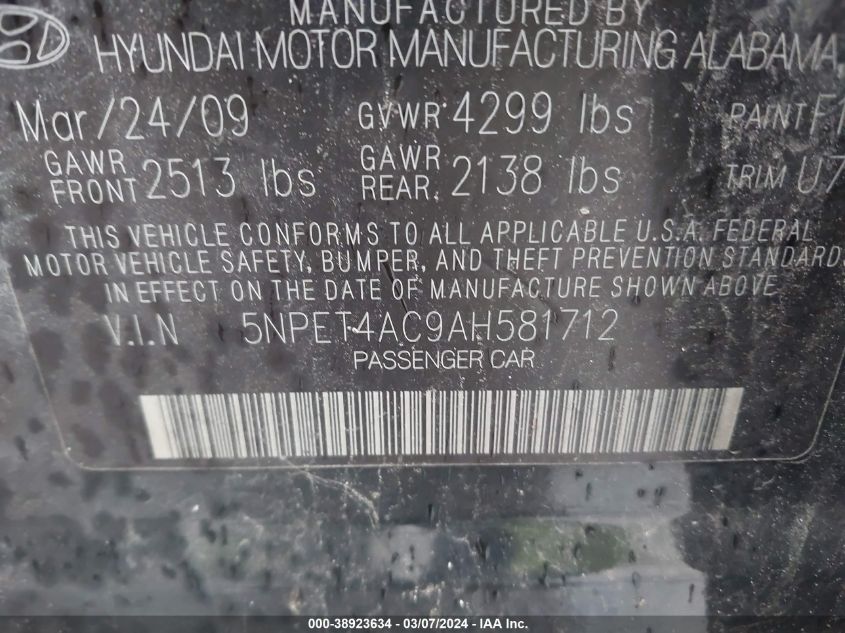 MANUFACTURED BY
HYUNDAI MOTOR MANUFACTURING ALABAMA,
Mar/24/09 GVWR 4299 lbs PAINT F1
GAWR FRONT 2513 lbs GAWR REAR. 2138 lbs TRIM U7
THIS VEHICLE CONFORMS TO ALL APPLICABLE U.S.A. FEDERAL
MOTOR VEHICLE SAFETY, BUMPER, AND THEFT PREVENTION STANDARDS
IN EFFECT ON THE DATE OF MANUFACTURE SHOWN ABOVE
V.I.N 5NPET4AC9AH581712
PASSENGER CAR
000-38923634 - 03/07/2024 - IAA Inc.